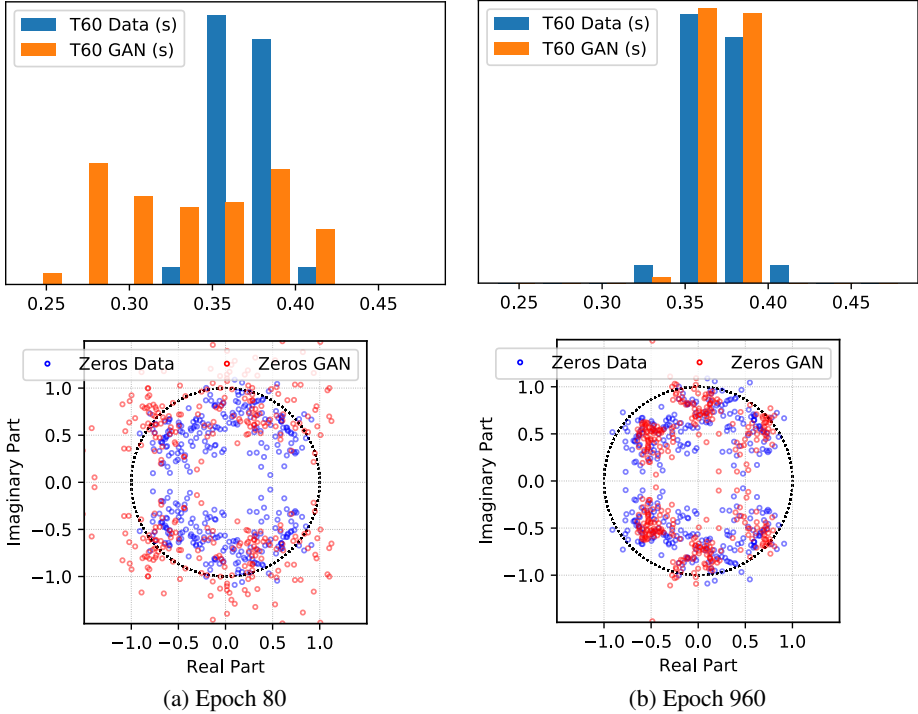 T60 Data (s)
T60 GAN (s)
0.25 0.30 0.35 0.40 0.45
T60 Data (s)
T60 GAN (s)
0.25 0.30 0.35 0.40 0.45
Zeros Data Zeros GAN
1.0
0.5
0.0
−0.5
−1.0
Imaginary Part
−1.0 −0.5 0.0 0.5 1.0
Real Part
(a) Epoch 80
Zeros Data Zeros GAN
1.0
0.5
0.0
−0.5
−1.0
Imaginary Part
−1.0 −0.5 0.0 0.5 1.0
Real Part
(b) Epoch 960